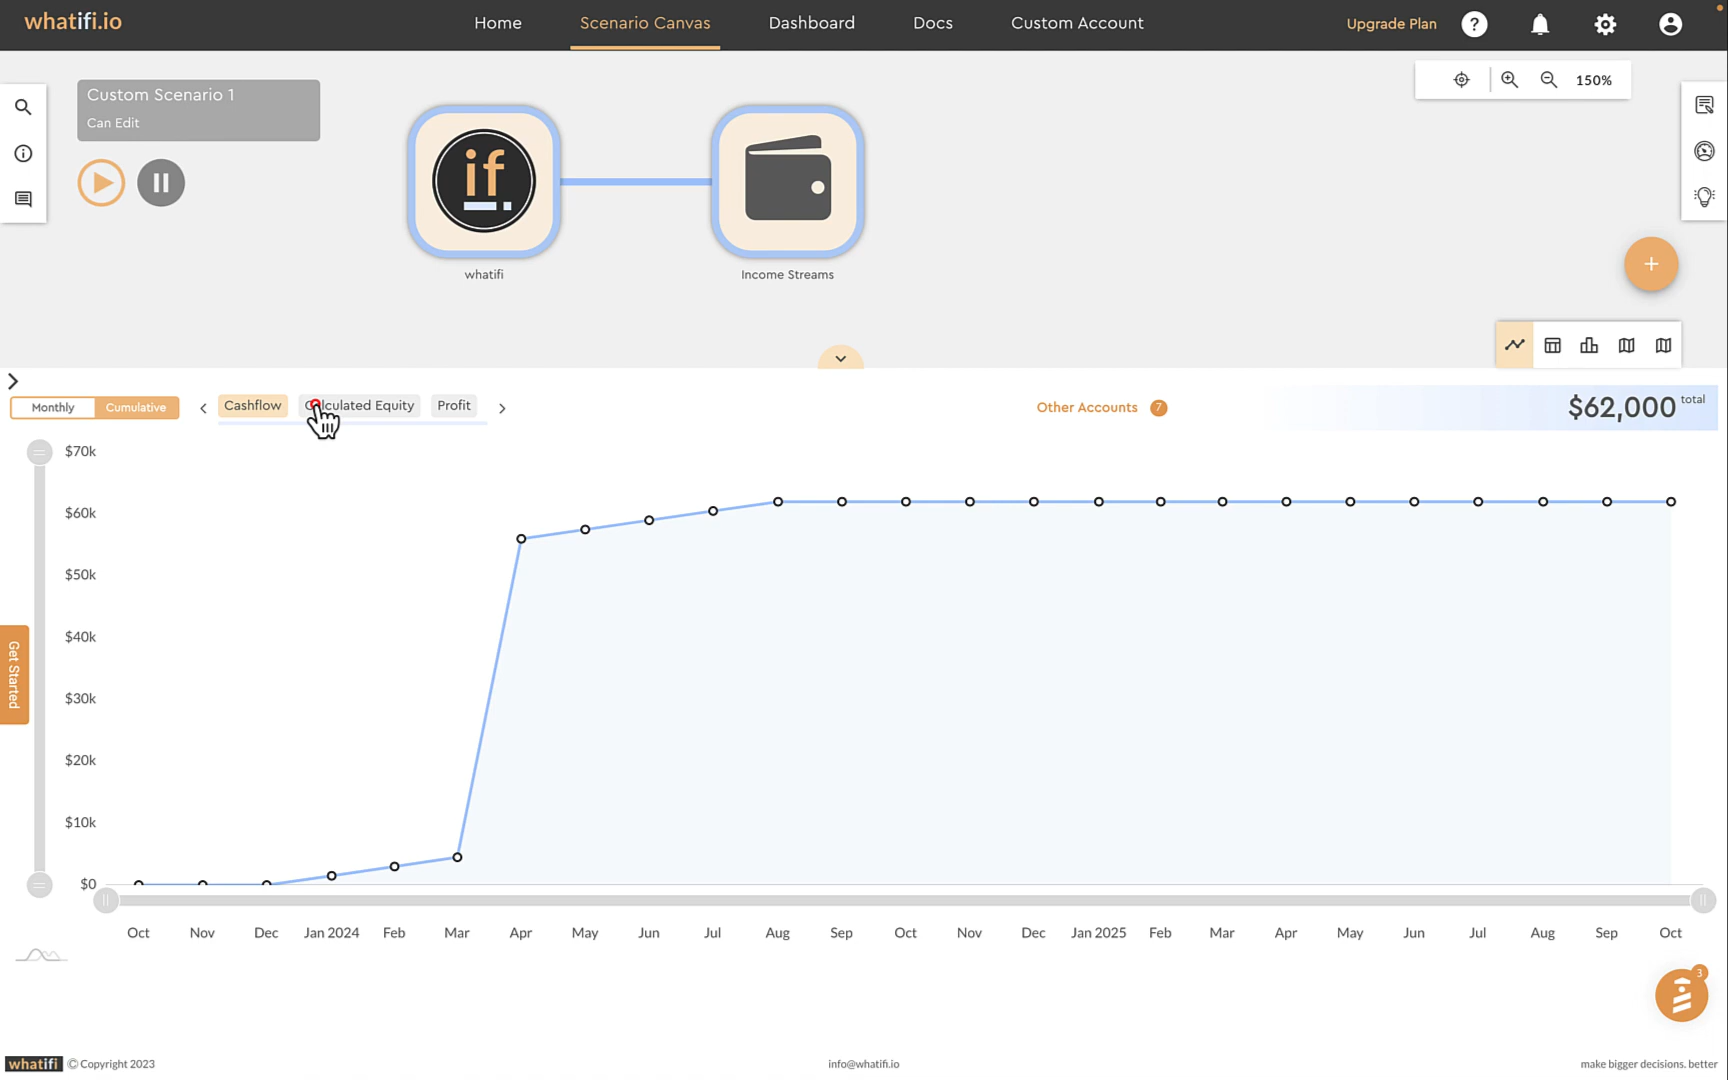 whatifi.io
Home
Scenario Canvas
Dashboard
Docs
Custom Account
Upgrade Plan
?
Custom Scenario 1
Can Edit
150%
if
whatifi
Income Streams
+
Monthly
Cumulative
Cashflow
Calculated Equity
Profit
Other Accounts 7
$62,000 total
$70k
$60k
$50k
$40k
$30k
$20k
$10k
$0
Get Started
Oct Nov Dec Jan 2024 Feb Mar Apr May Jun Jul Aug Sep Oct Nov Dec Jan 2025 Feb Mar Apr May Jun Jul Aug Sep Oct
3
whatifi © Copyright 2023
info@whatifi.io
make bigger decisions. better